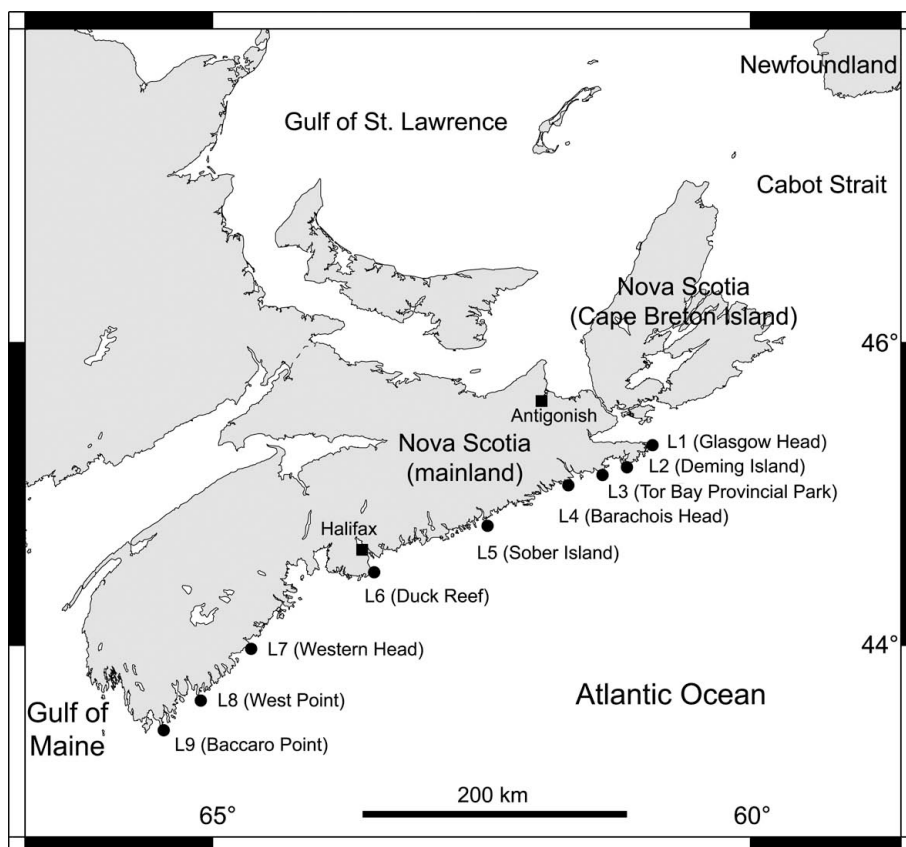 Newfoundland
Gulf of St. Lawrence
Cabot Strait
Nova Scotia
(Cape Breton Island)
46°
Antigonish
Nova Scotia
(mainland)
L1 (Glasgow Head)
L2 (Deming Island)
L3 (Tor Bay Provincial Park)
L4 (Barachois Head)
Halifax
L5 (Sober Island)
L6 (Duck Reef)
L7 (Western Head)
44°
L8 (West Point)
Atlantic Ocean
Gulf of
Maine
L9 (Baccaro Point)
200 km
65°
60°